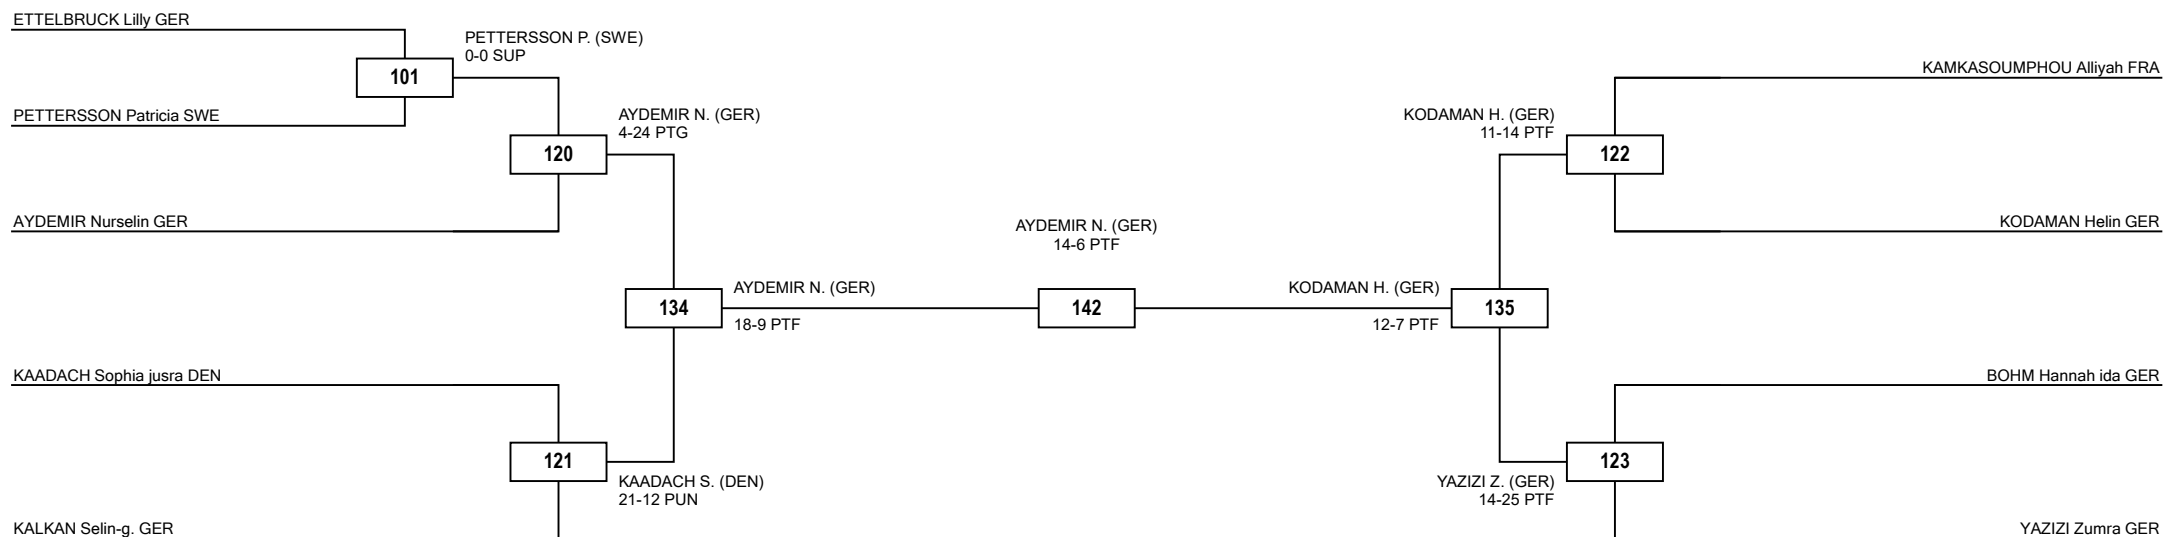 ETTELBRUCK Lilly GER
PETTERSSON P. (SWE)
0-0 SUP
101
PETTERSSON Patricia SWE
AYDEMIR N. (GER)
4-24 PTG
120
AYDEMIR Nurselin GER
AYDEMIR N. (GER)
18-9 PTF
134
KAADACH Sophia jusra DEN
121
KAADACH S. (DEN)
21-12 PUN
KALKAN Selin-g. GER
AYDEMIR N. (GER)
14-6 PTF
142
KAMKASOUMPHOU Alliyah FRA
KODAMAN H. (GER)
11-14 PTF
122
KODAMAN Helin GER
KODAMAN H. (GER)
12-7 PTF
135
BOHM Hannah ida GER
123
YAZIZI Z. (GER)
14-25 PTF
YAZIZI Zumra GER